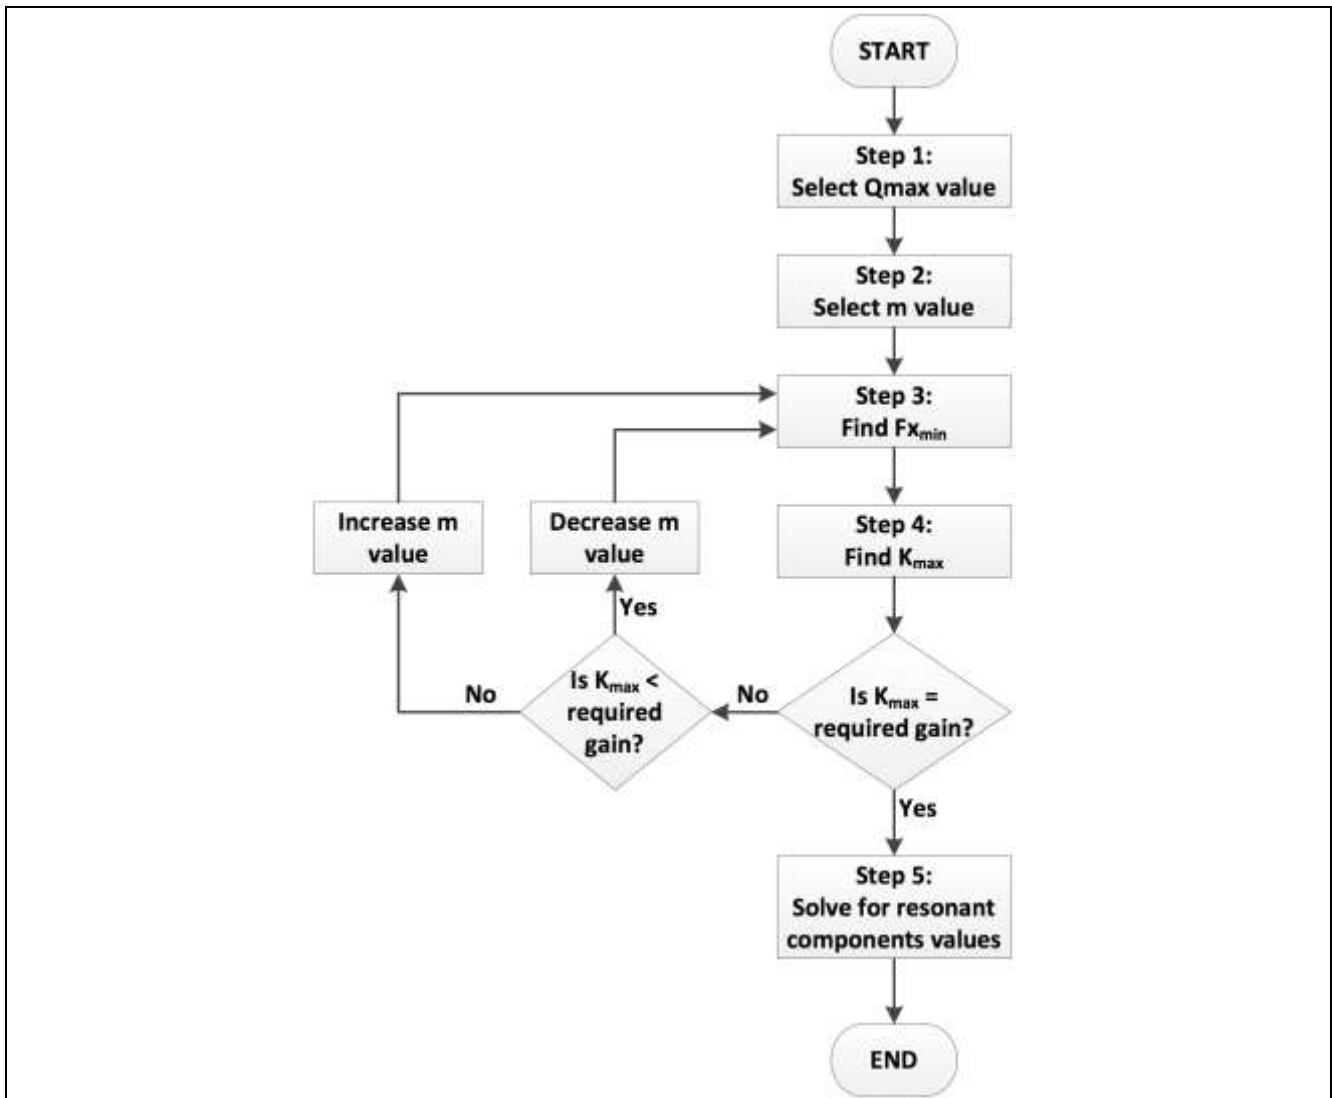 START
Step 1:
Select Qmax value
Step 2:
Select m value
Step 3:
Find Fxmin
Increase m
value
Decrease m
value
Step 4:
Find Kmax
Yes
Is Kmax <
required
gain?
No
No
Is Kmax =
required gain?
Yes
Step 5:
Solve for resonant
components values
END